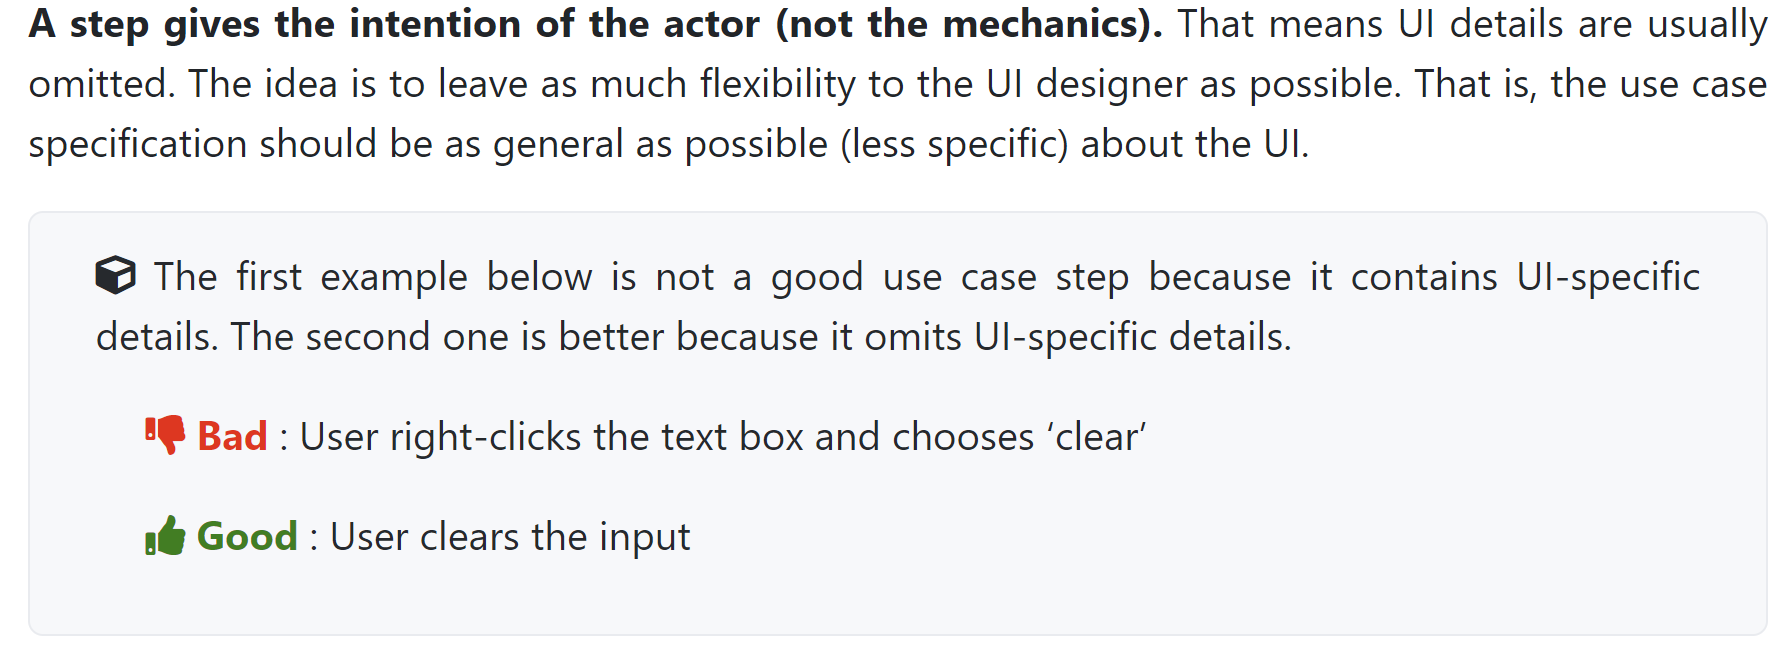 A step gives the intention of the actor (not the mechanics). That means UI details are usually
omitted. The idea is to leave as much flexibility to the UI designer as possible. That is, the use case
specification should be as general as possible (less specific) about the UI.
The first example below is not a good use case step because it contains UI-specific
details. The second one is better because it omits UI-specific details.
Bad : User right-clicks the text box and chooses ‘clear’
Good : User clears the input